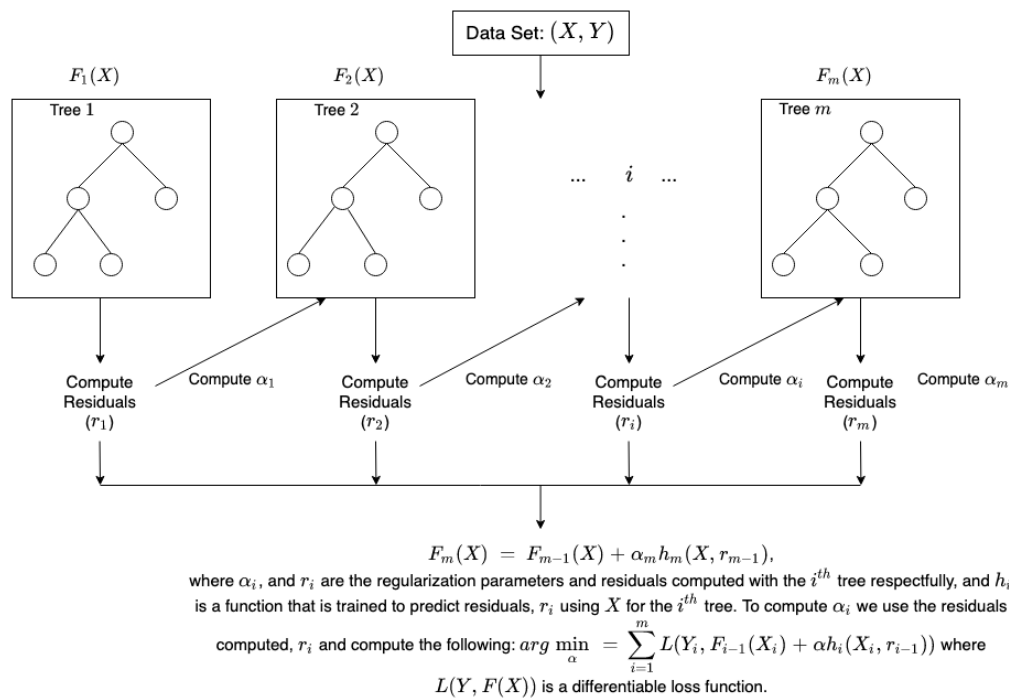 Data Set: (X, Y)
F₁(X)
F₂(X)
Fₘ(X)
Tree 1
Tree 2
Tree m
... i ...
.
.
.
Compute
Residuals
(r₁)
Compute α₁
Compute
Residuals
(r₂)
Compute α₂
Compute
Residuals
(rᵢ)
Compute αᵢ
Compute
Residuals
(rₘ)
Compute αₘ
Fₘ(X) = Fₘ₋₁(X) + αₘhₘ(X, rₘ₋₁),
where αᵢ, and rᵢ are the regularization parameters and residuals computed with the iᵗʰ tree respectfully, and hᵢ
is a function that is trained to predict residuals, rᵢ using X for the iᵗʰ tree. To compute αᵢ we use the residuals
computed, rᵢ and compute the following: arg min_α = ∑_{i=1}^{m} L(Yᵢ, Fᵢ₋₁(Xᵢ) + αhᵢ(Xᵢ, rᵢ₋₁)) where
L(Y, F(X)) is a differentiable loss function.